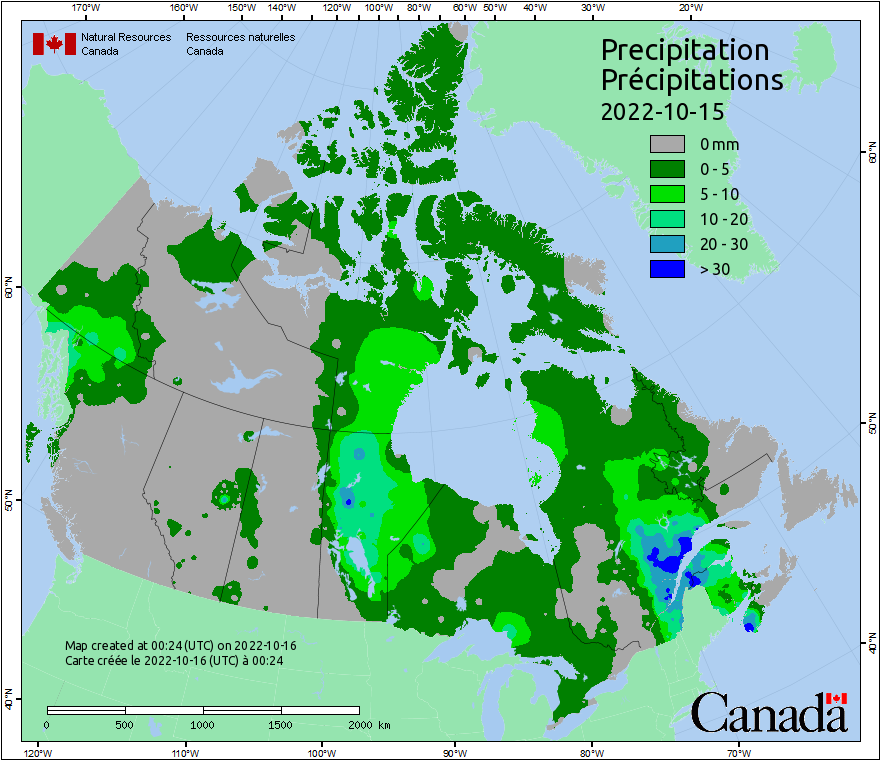 170°W 160°W 150°W 140°W 120°W 100°W 80°W 60°W 50°W 40°W 30°W 20°W
Natural Resources Ressources naturelles
Canada Canada
Precipitation
Précipitations
2022-10-15
0 mm
0 - 5
5 - 10
10 - 20
20 - 30
> 30
60°N
60°N
50°N
50°N
40°N
40°N
Map created at 00:24 (UTC) on 2022-10-16
Carte créée le 2022-10-16 (UTC) à 00:24
0 500 1000 1500 2000 km
Canada
120°W 110°W 100°W 90°W 80°W 70°W